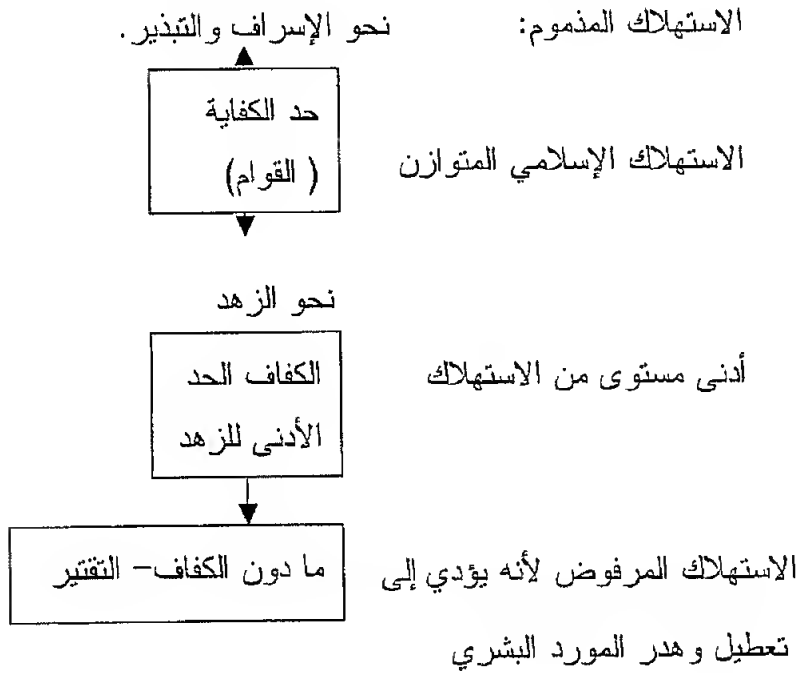 الاستهلاك المذموم: نحو الإسراف والتبذير.
حد الكفاية
الاستهلاك الإسلامي المتوازن (القوام)
نحو الزهد
أدنى مستوى من الاستهلاك الكفاف الحد
الأدنى للزهد
الاستهلاك المرفوض لأنه يؤدي إلى ما دون الكفاف– التقتير
تعطيل وهدر المورد البشري